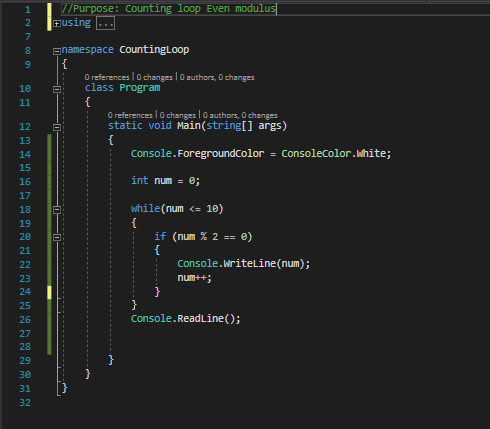 1 //Purpose: Counting loop Even modulus
2 using ...
7
8 namespace CountingLoop
9 {
0 references | 0 changes | 0 authors, 0 changes
10 class Program
11 {
0 references | 0 changes | 0 authors, 0 changes
12 static void Main(string[] args)
13 {
14 Console.ForegroundColor = ConsoleColor.White;
15
16 int num = 0;
17
18 while(num <= 10)
19 {
20 if (num % 2 == 0)
21 {
22 Console.WriteLine(num);
23 num++;
24 }
25 }
26 Console.ReadLine();
27
28
29 }
30 }
31 }
32